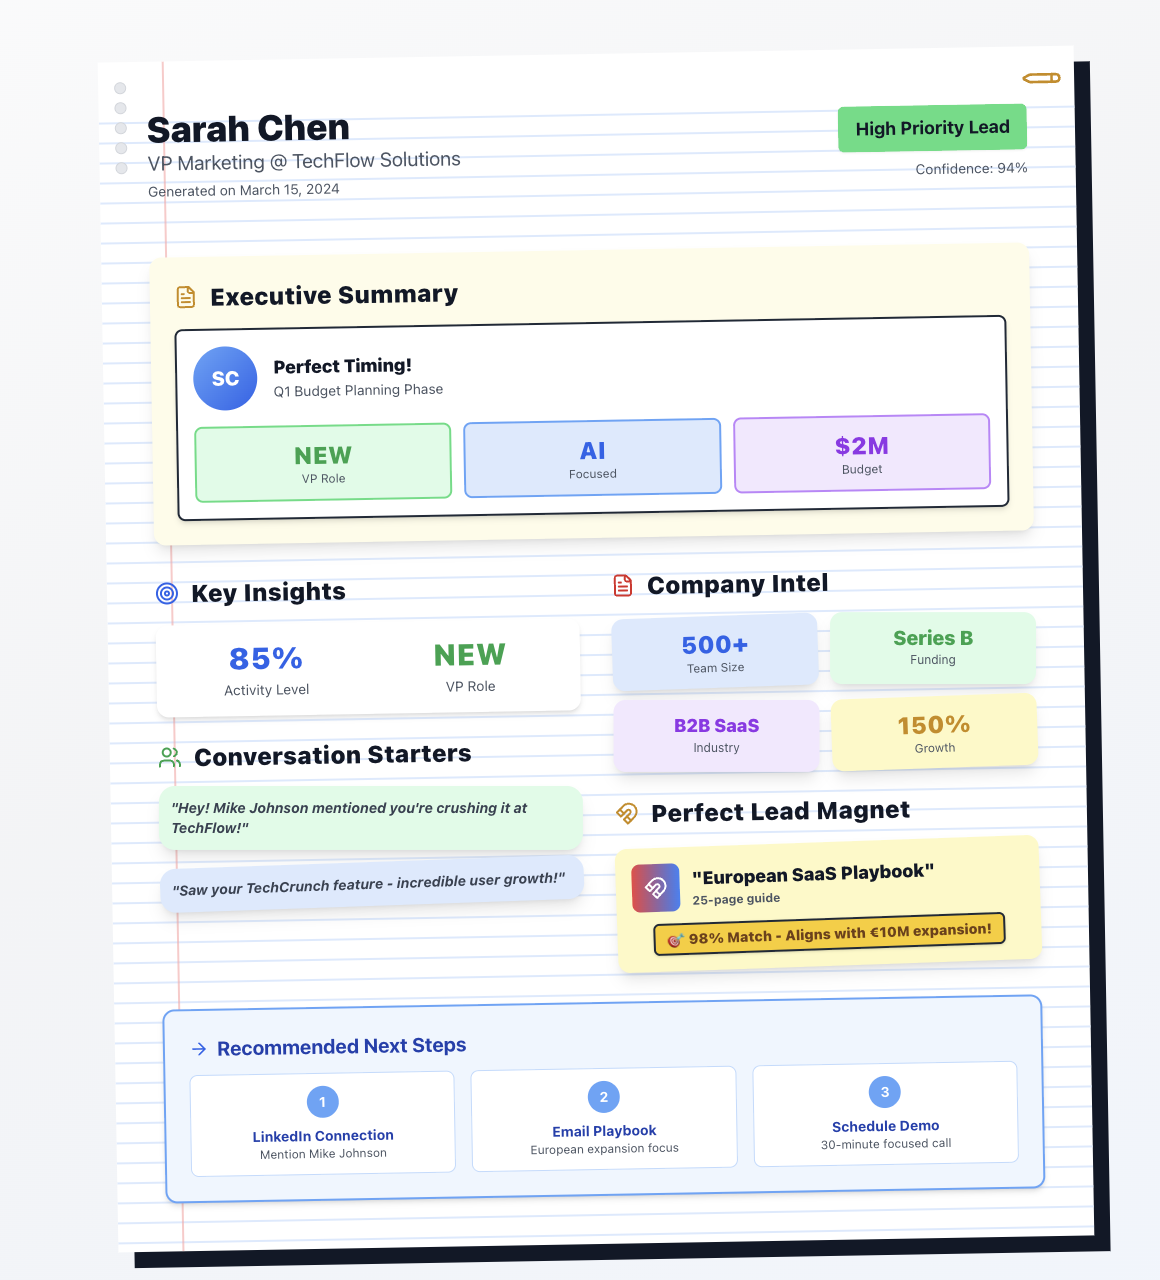 Sarah Chen
VP Marketing @ TechFlow Solutions
Generated on March 15, 2024
High Priority Lead
Confidence: 94%
Executive Summary
SC
Perfect Timing!
Q1 Budget Planning Phase
NEW
VP Role
AI
Focused
$2M
Budget
Key Insights
85%
Activity Level
NEW
VP Role
Conversation Starters
"Hey! Mike Johnson mentioned you're crushing it at
TechFlow!"
"Saw your TechCrunch feature - incredible user growth!"
Company Intel
500+
Team Size
Series B
Funding
B2B SaaS
Industry
150%
Growth
Perfect Lead Magnet
"European SaaS Playbook"
25-page guide
🎯 98% Match - Aligns with €10M expansion!
Recommended Next Steps
1
LinkedIn Connection
Mention Mike Johnson
2
Email Playbook
European expansion focus
3
Schedule Demo
30-minute focused call